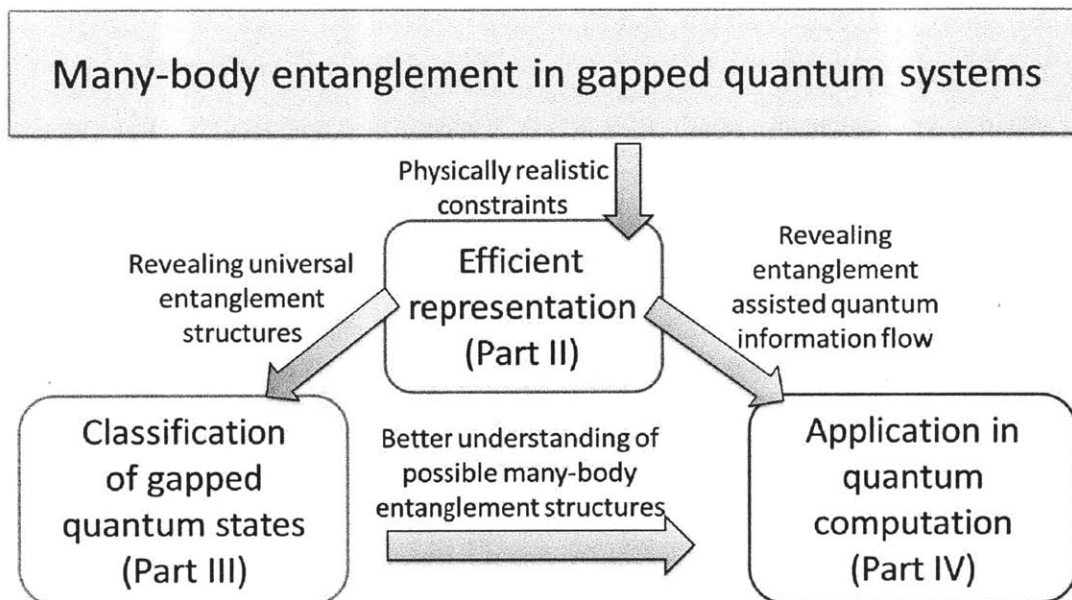 Many-body entanglement in gapped quantum systems
Physically realistic
constraints
Revealing universal
entanglement
structures
Efficient
representation
(Part II)
Revealing
entanglement
assisted quantum
information flow
Classification
of gapped
quantum states
(Part III)
Better understanding of
possible many-body
entanglement structures
Application in
quantum
computation
(Part IV)